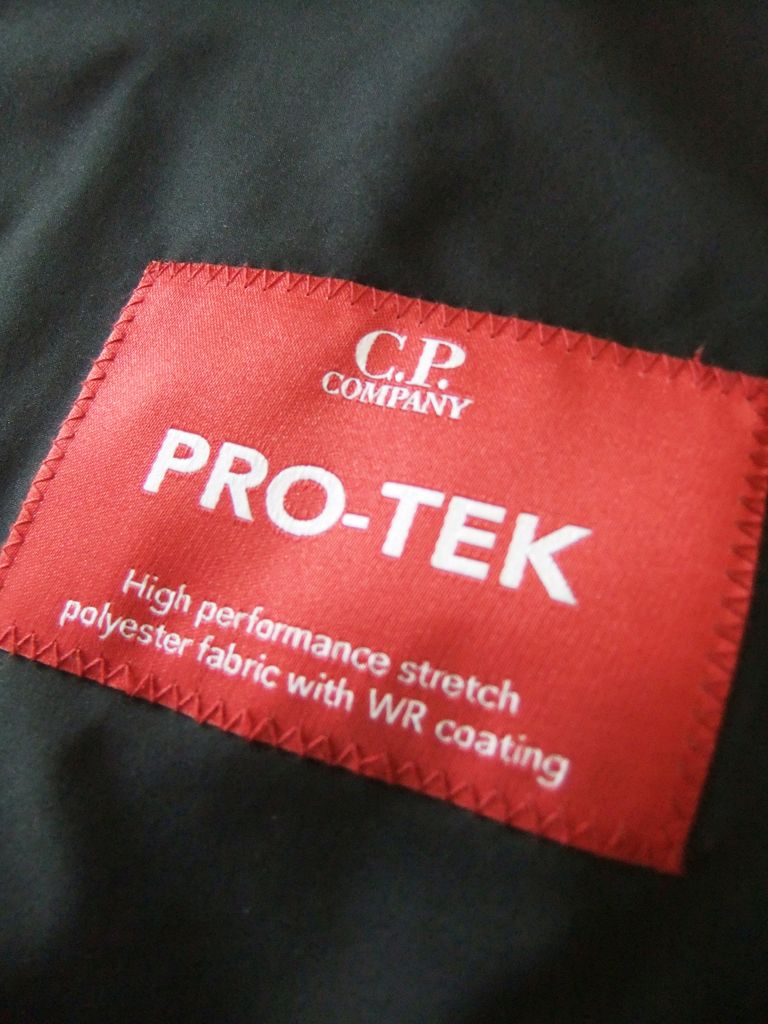 C.P.
COMPANY
PRO-TEK
High performance stretch
polyester fabric with WR coating